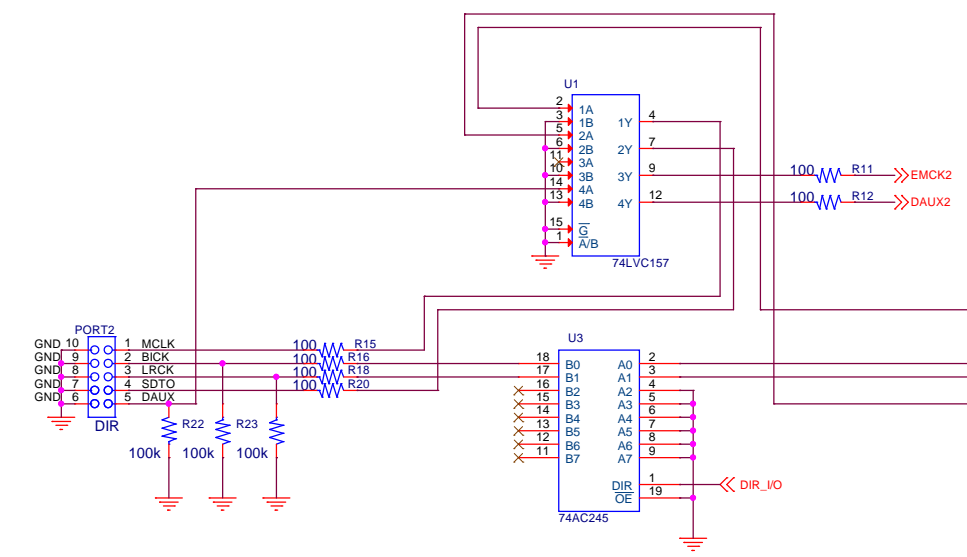 U1
2 1A
3 1B 1Y 4
5 2A
6 2B 2Y 7
11 3A
10 3B 3Y 9 100 R11 EMCK2
14 4A
13 4B 4Y 12 100 R12 DAUX2
15 G
1 A/B
74LVC157
PORT2
GND 10 1 MCLK 100 R15
GND 9 2 BICK 100 R16
GND 8 3 LRCK 100 R18
GND 7 4 SDTO 100 R20
GND 6 5 DAUX
DIR
R22 R23
100k 100k 100k
U3
18 B0 A0 2
17 B1 A1 3
16 B2 A2 4
15 B3 A3 5
14 B4 A4 6
13 B5 A5 7
12 B6 A6 8
11 B7 A7 9
DIR 1 DIR_I/O
OE 19
74AC245